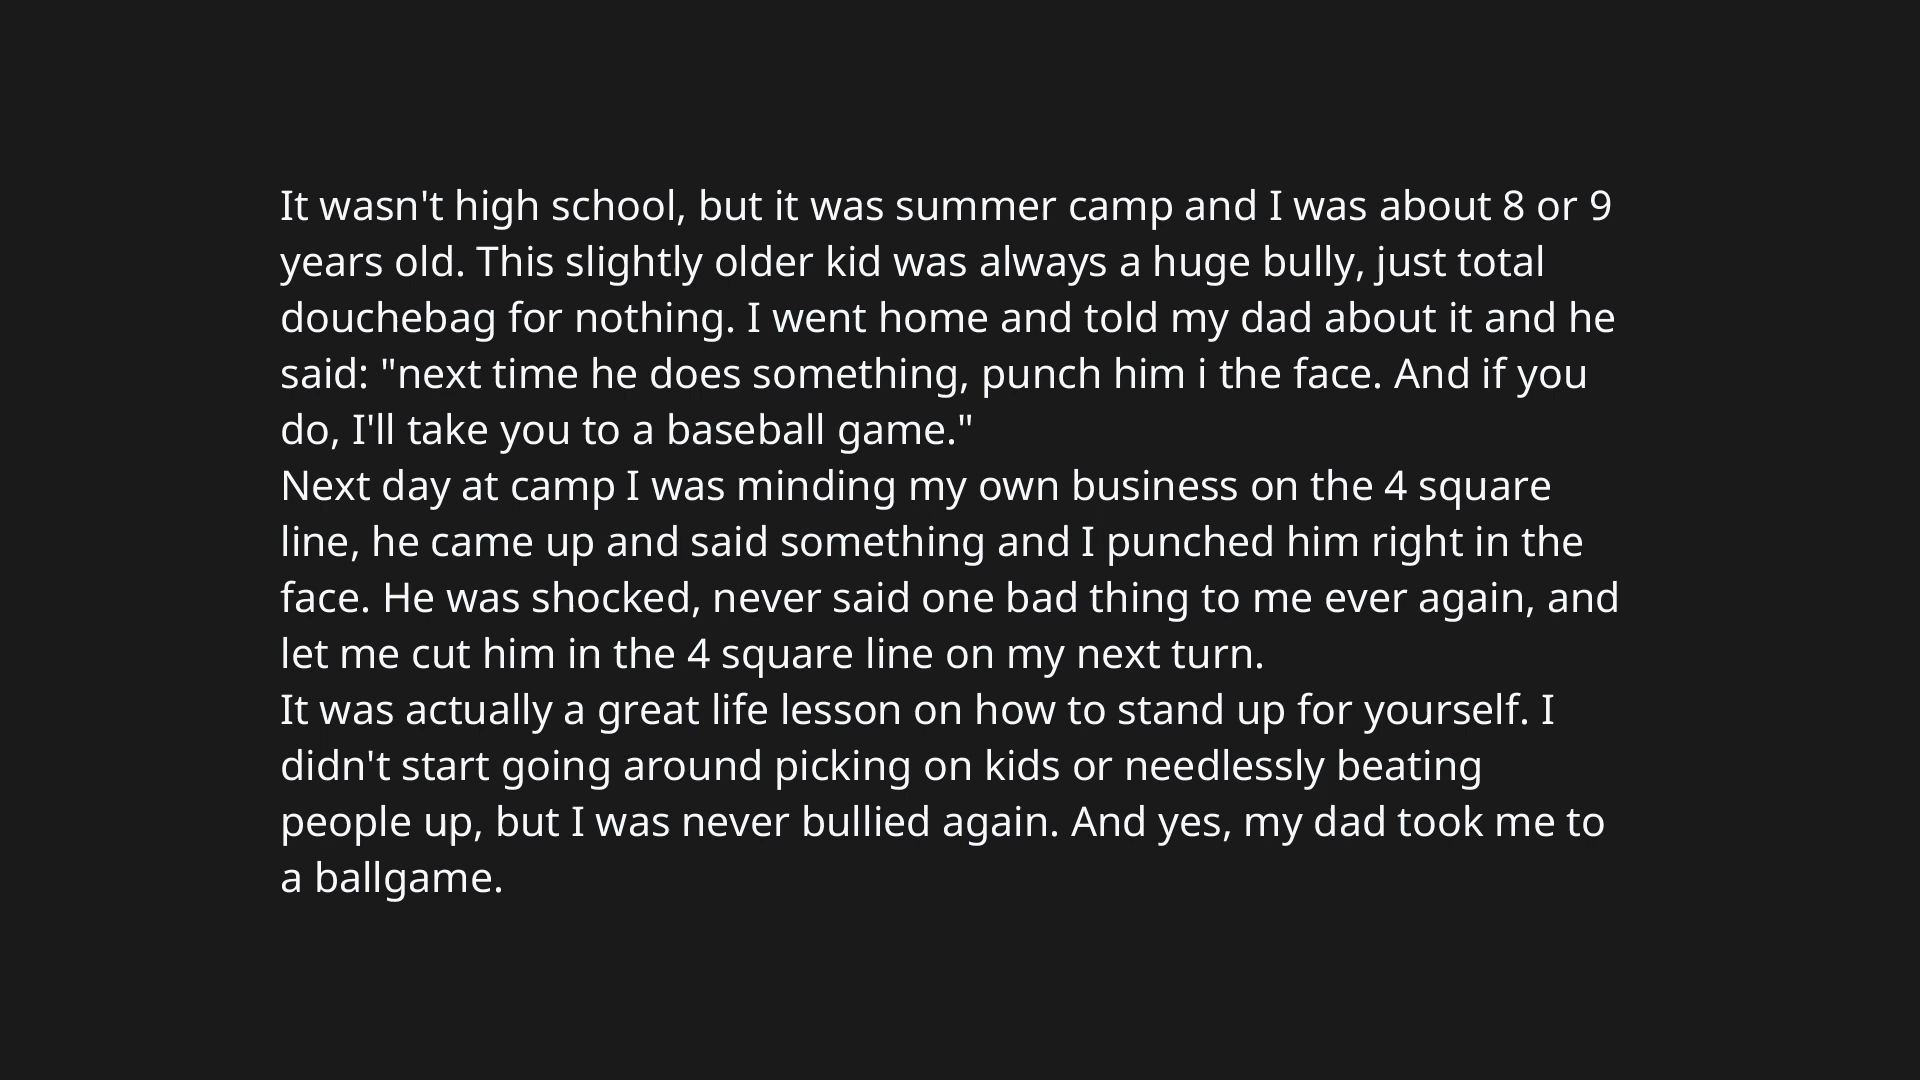 It wasn't high school, but it was summer camp and I was about 8 or 9
years old. This slightly older kid was always a huge bully, just total
douchebag for nothing. I went home and told my dad about it and he
said: "next time he does something, punch him i the face. And if you
do, I'll take you to a baseball game."
Next day at camp I was minding my own business on the 4 square
line, he came up and said something and I punched him right in the
face. He was shocked, never said one bad thing to me ever again, and
let me cut him in the 4 square line on my next turn.
It was actually a great life lesson on how to stand up for yourself. I
didn't start going around picking on kids or needlessly beating
people up, but I was never bullied again. And yes, my dad took me to
a ballgame.